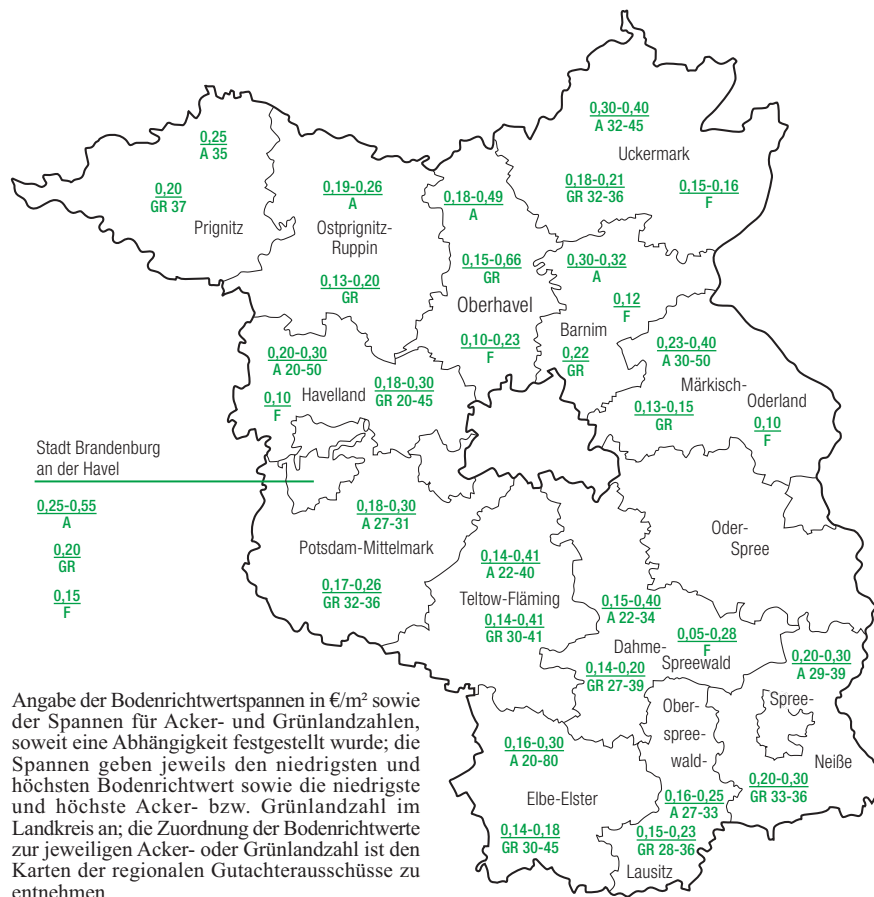 0,25
A 35
0,20
GR 37
Prignitz
0,19-0,26
A
Ostprignitz-
Ruppin
0,13-0,20
GR
0,18-0,49
A
0,15-0,66
GR
Oberhavel
0,10-0,23
F
0,30-0,40
A 32-45
Uckermark
0,18-0,21
GR 32-36
0,15-0,16
F
0,30-0,32
A
0,12
F
Barnim
0,22
GR
0,23-0,40
A 30-50
Märkisch-
Oderland
0,13-0,15
GR
0,10
F
0,20-0,30
A 20-50
0,18-0,30
GR 20-45
Havelland
0,10
F
Stadt Brandenburg
an der Havel
0,25-0,55
A
0,20
GR
0,15
F
0,18-0,30
A 27-31
Potsdam-Mittelmark
0,17-0,26
GR 32-36
0,14-0,41
A 22-40
Teltow-Fläming
0,14-0,41
GR 30-41
Oder-
Spree
0,15-0,40
A 22-34
0,05-0,28
F
Dahme-
Spreewald
0,14-0,20
GR 27-39
0,20-0,30
A 29-39
Spree-
Neiße
0,20-0,30
GR 33-36
Ober-
spree-
wald-
0,16-0,25
A 27-33
0,15-0,23
GR 28-36
Lausitz
0,16-0,30
A 20-80
Elbe-Elster
0,14-0,18
GR 30-45
Angabe der Bodenrichtwertspannen in €/m² sowie
der Spannen für Acker- und Grünlandzahlen,
soweit eine Abhängigkeit festgestellt wurde; die
Spannen geben jeweils den niedrigsten und
höchsten Bodenrichtwert sowie die niedrigste
und höchste Acker- bzw. Grünlandzahl im
Landkreis an; die Zuordnung der Bodenrichtwerte
zur jeweiligen Acker- oder Grünlandzahl ist den
Karten der regionalen Gutachterausschüsse zu
entnehmen